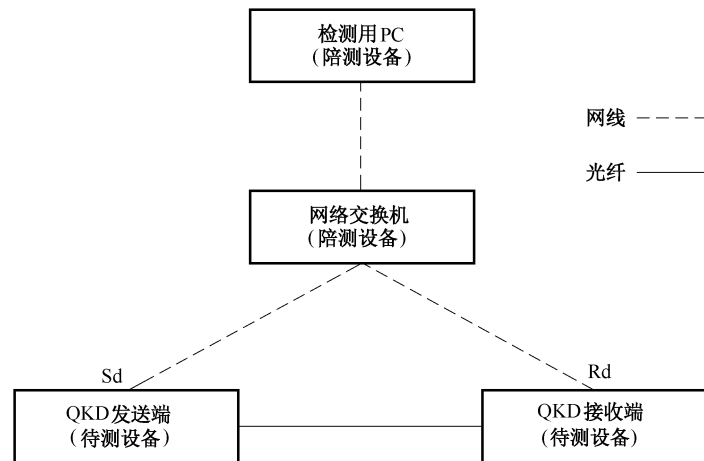 检测用PC
(陪测设备)
网线
光纤
网络交换机
(陪测设备)
Sd
Rd
QKD发送端
(待测设备)
QKD接收端
(待测设备)